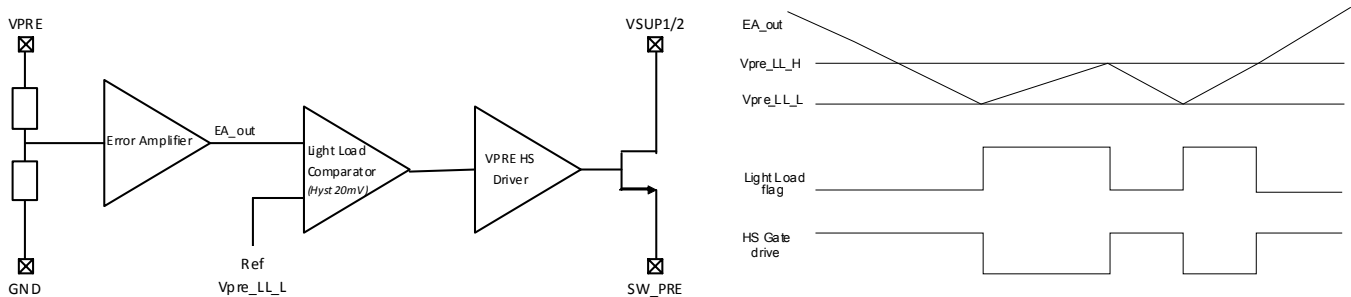 VPRE
VSUP1/2
Error Amplifier
EA_out
Light Load
Comparator
(Hyst 20mV)
VPRE HS
Driver
Ref
Vpre_LL_L
GND
SW_PRE
EA_out
Vpre_LL_H
Vpre_LL_L
Light Load
flag
HS Gate
drive